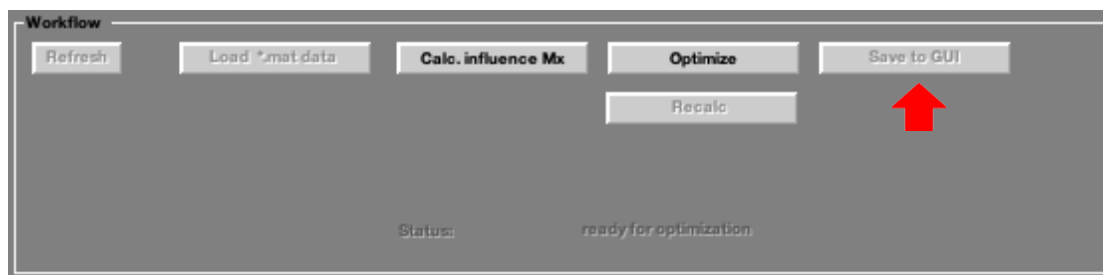 Workflow
Refresh Load *.mat data Calc. influence Mx Optimize Save to GUI
Recalc
Status: ready for optimization